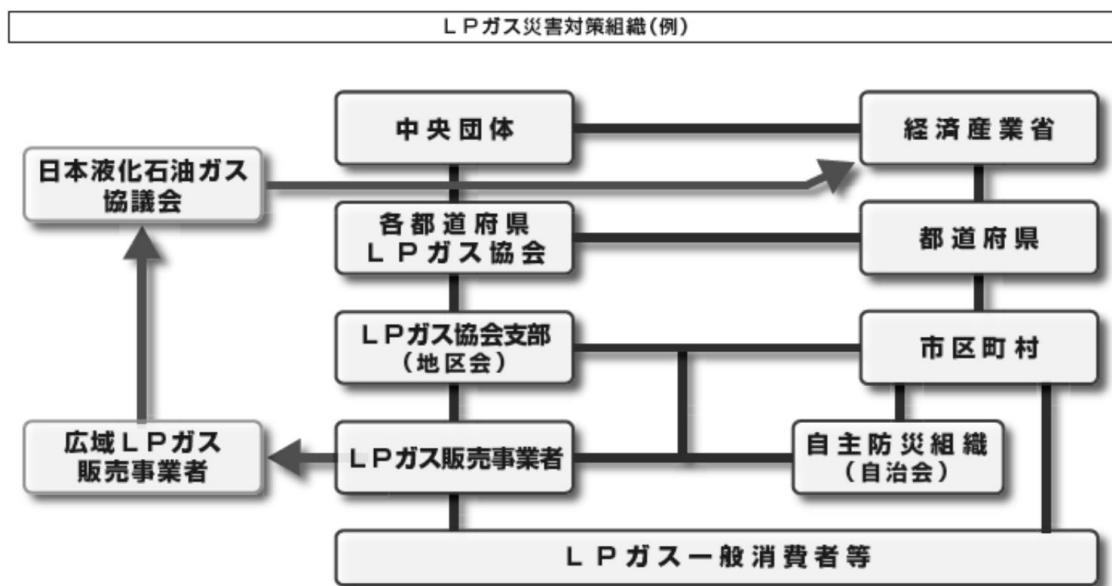 LPガス災害対策組織(例)
中央団体
経済産業省
日本液化石油ガス
協議会
各都道府県
LPガス協会
都道府県
LPガス協会支部
(地区会)
市区町村
広域LPガス
販売事業者
LPガス販売事業者
自主防災組織
(自治会)
LPガス一般消費者等